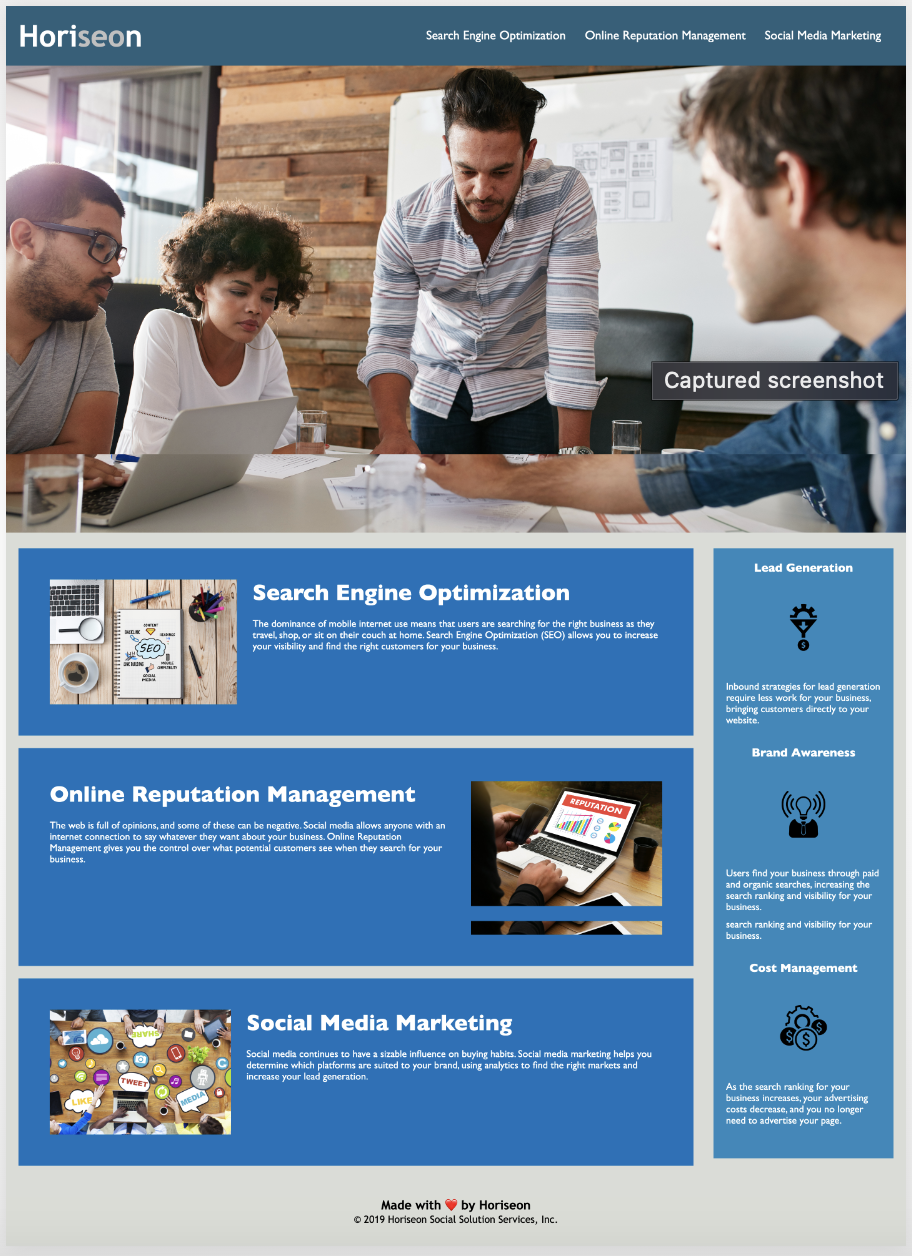 Horiseon
Search Engine Optimization
Online Reputation Management
Social Media Marketing
Captured screenshot
CONTENT
BACKLINK
KEYWORDS
SEO
LINK BUILDING
MOBILE
COMPATIBILITY
SOCIAL
MEDIA
Search Engine Optimization
The dominance of mobile internet use means that users are searching for the right business as they
travel, shop, or sit on their couch at home. Search Engine Optimization (SEO) allows you to increase
your visibility and find the right customers for your business.
Online Reputation Management
The web is full of opinions, and some of these can be negative. Social media allows anyone with an
internet connection to say whatever they want about your business. Online Reputation
Management gives you the control over what potential customers see when they search for your
business.
REPUTATION
SHARE
TWEET
LIKE
MEDIA
Social Media Marketing
Social media continues to have a sizable influence on buying habits. Social media marketing helps you
determine which platforms are suited to your brand, using analytics to find the right markets and
increase your lead generation.
Lead Generation
$
Inbound strategies for lead generation
require less work for your business,
bringing customers directly to your
website.
Brand Awareness
Users find your business through paid
and organic searches, increasing the
search ranking and visibility for your
business.
search ranking and visibility for your
business.
Cost Management
$ $ $
As the search ranking for your
business increases, your advertising
costs decrease, and you no longer
need to advertise your page.
Made with ❤️ by Horiseon
© 2019 Horiseon Social Solution Services, Inc.